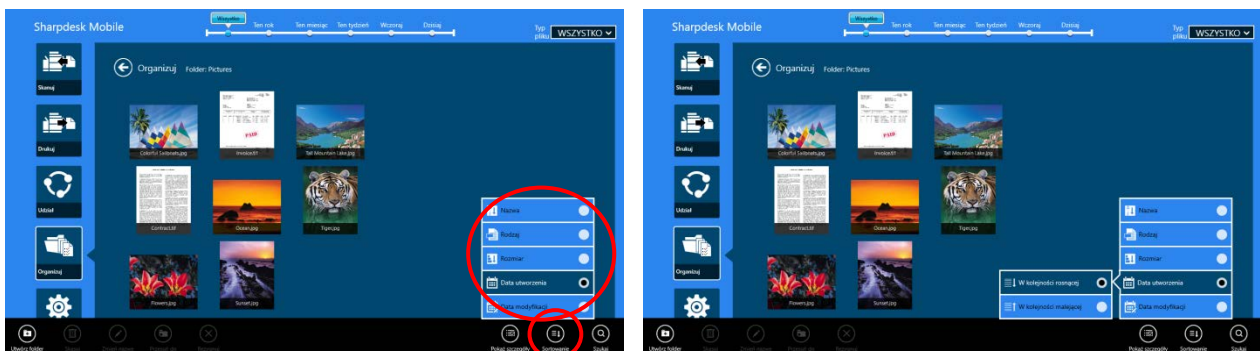 Sharpdesk Mobile
Wszystko
Ten rok
Ten miesiąc
Ten tydzień
Wczoraj
Dzisiaj
Typ pliku
WSZYSTKO
Skanuj
Drukuj
Udziel
Organizuj
Organizuj
Folder: Pictures
Colorful Sailboats.jpg
Tall Mountain Lake.jpg
PAID
Contract.tif
Ocean.jpg
Tiger.jpg
Flowers.jpg
Sunset.jpg
Nazwa
Rodzaj
Rozmiar
Data utworzenia
Data modyfikacji
Utwórz folder
Pokaż szczegóły
Sortowanie
Szukaj
Sharpdesk Mobile
Wszystko
Ten rok
Ten miesiąc
Ten tydzień
Wczoraj
Dzisiaj
Typ pliku
WSZYSTKO
Skanuj
Drukuj
Udziel
Organizuj
Organizuj
Folder: Pictures
Colorful Sailboats.jpg
Tall Mountain Lake.jpg
PAID
Contract.tif
Ocean.jpg
Tiger.jpg
Flowers.jpg
Sunset.jpg
Nazwa
Rodzaj
Rozmiar
W kolejności rosnącej
Data utworzenia
W kolejności malejącej
Data modyfikacji
Utwórz folder
Pokaż szczegóły
Sortowanie
Szukaj